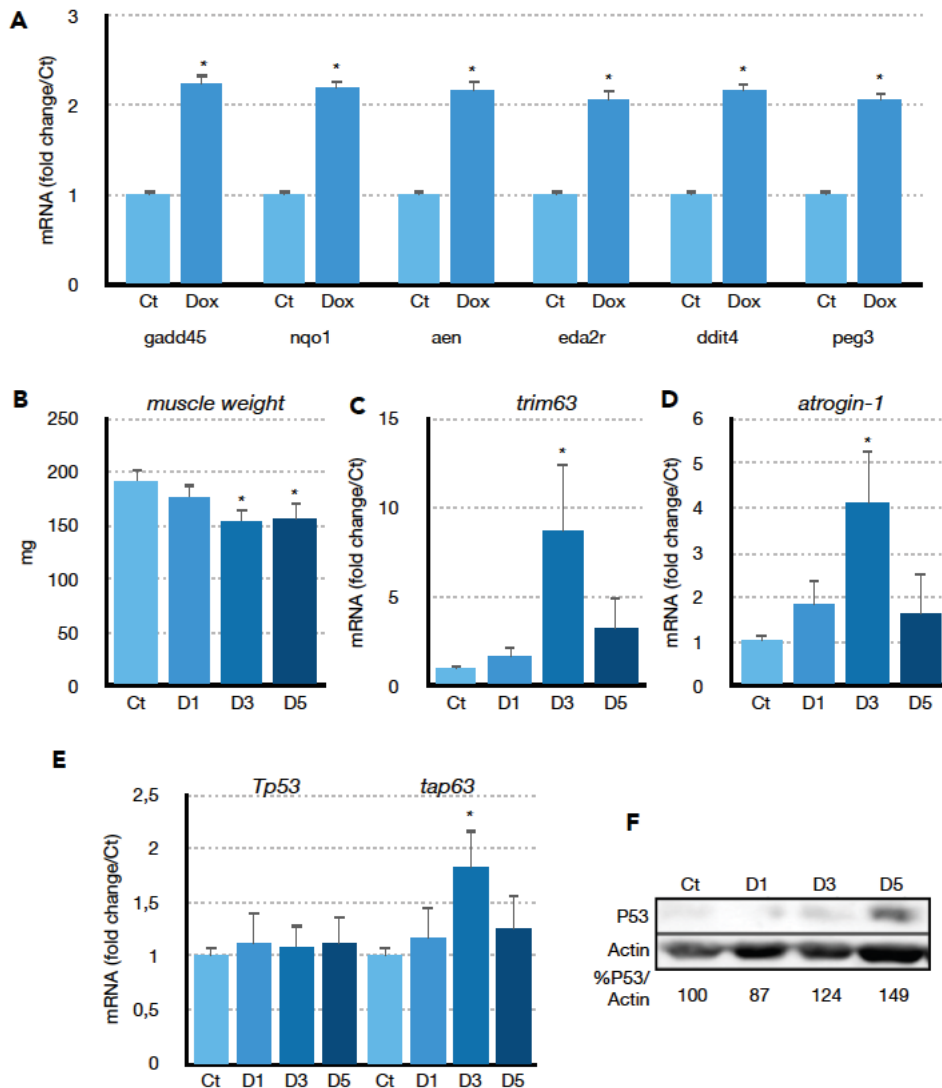 A
mRNA (fold change/Ct)
3
2
1
0
* * * * * *
Ct Dox Ct Dox Ct Dox Ct Dox Ct Dox Ct Dox
gadd45 nqo1 aen eda2r ddit4 peg3
B
muscle weight
mg
250
200
150
100
50
0
* *
Ct D1 D3 D5
C
trim63
mRNA (fold change/Ct)
15
10
5
0
*
Ct D1 D3 D5
D
atrogin-1
mRNA (fold change/Ct)
6
5
4
3
2
1
0
*
Ct D1 D3 D5
E
Tp53 tap63
mRNA (fold change/Ct)
2,5
2
1,5
1
0,5
0
*
Ct D1 D3 D5 Ct D1 D3 D5
F
Ct D1 D3 D5
P53
Actin
%P53/
Actin 100 87 124 149